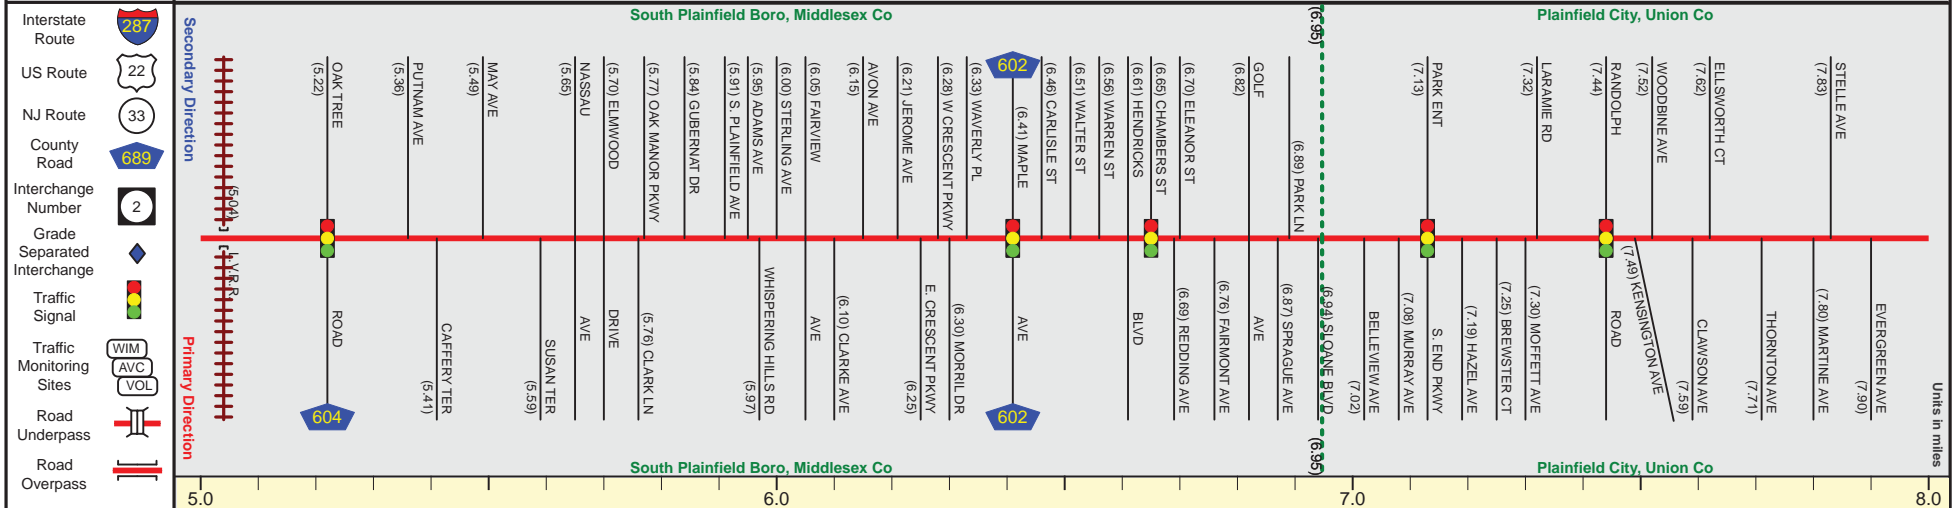 Interstate
Route
287
US Route
22
NJ Route
33
County
Road
689
Interchange
Number
2
Grade
Separated
Interchange
Traffic
Signal
Traffic
Monitoring
Sites
WIM
AVC
VOL
Road
Underpass
Road
Overpass
Secondary Direction
Primary Direction
South Plainfield Boro, Middlesex Co
(6.95)
Plainfield City, Union Co
(5.04)
L.V.R.R.
OAK TREE
(5.22)
PUTNAM AVE
(5.36)
MAY AVE
(5.49)
NASSAU
(5.65)
(5.70) ELMWOOD
(5.77) OAK MANOR PKWY
(5.84) GUBERNAT DR
(5.91) S. PLAINFIELD AVE
(5.95) ADAMS AVE
(6.00) STERLING AVE
(6.05) FAIRVIEW
AVON AVE
(6.15)
(6.21) JEROME AVE
(6.28) W CRESCENT PKWY
(6.33) WAVERLY PL
602
(6.41) MAPLE
(6.46) CARLISLE ST
(6.51) WALTER ST
(6.56) WARREN ST
(6.61) HENDRICKS
(6.65) CHAMBERS ST
(6.70) ELEANOR ST
GOLF
(6.82)
(6.89) PARK LN
PARK ENT
(7.13)
LARAMIE RD
(7.32)
RANDOLPH
(7.44)
WOODBINE AVE
(7.52)
ELLSWORTH CT
(7.62)
STELLE AVE
(7.83)
ROAD
604
CAFFERY TER
(5.41)
SUSAN TER
(5.59)
AVE
DRIVE
(5.76) CLARK LN
WHISPERING HILLS RD
(5.97)
AVE
(6.10) CLARKE AVE
E. CRESCENT PKWY
(6.25)
(6.30) MORRIL DR
AVE
602
BLVD
(6.69) REDDING AVE
(6.76) FAIRMONT AVE
AVE
(6.87) SPRAGUE AVE
(6.94) SLOANE BLVD
BELLEVIEW AVE
(7.02)
(7.08) MURRAY AVE
S. END PKWY
(7.19) HAZEL AVE
(7.25) BREWSTER CT
(7.30) MOFFETT AVE
ROAD
(7.49) KENSINGTON AVE
CLAWSON AVE
(7.59)
THORNTON AVE
(7.71)
(7.80) MARTINE AVE
EVERGREEN AVE
(7.90)
Units in miles
South Plainfield Boro, Middlesex Co
(6.95)
Plainfield City, Union Co
5.0
6.0
7.0
8.0